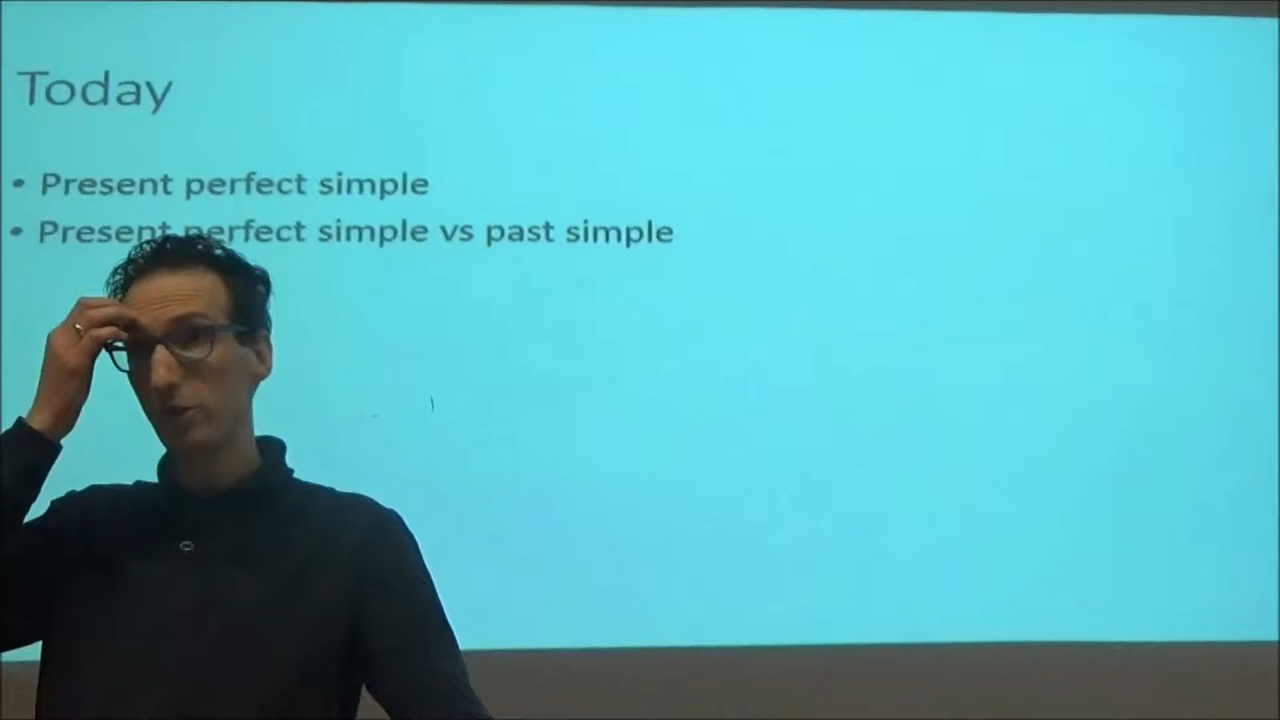 Today
• Present perfect simple
• Present perfect simple vs past simple